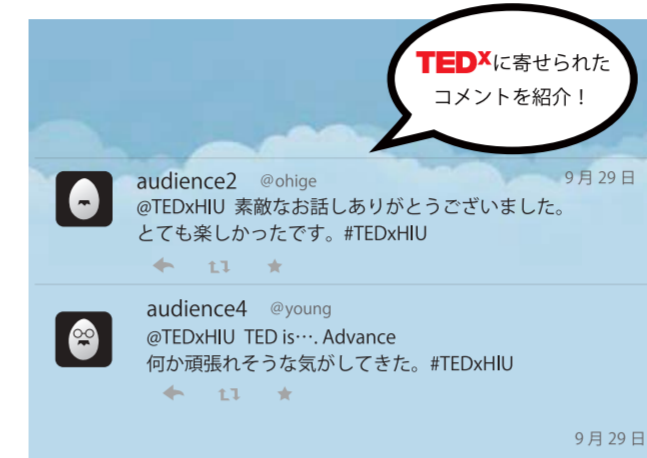 TEDxに寄せられた
コメントを紹介！
audience2 @ohige 9月29日
@TEDxHIU 素敵なお話しありがとうございました。
とても楽しかったです。#TEDxHIU
audience4 @young
@TEDxHIU TED is…. Advance
何か頑張れそうな気がしてきた。#TEDxHIU
9月29日